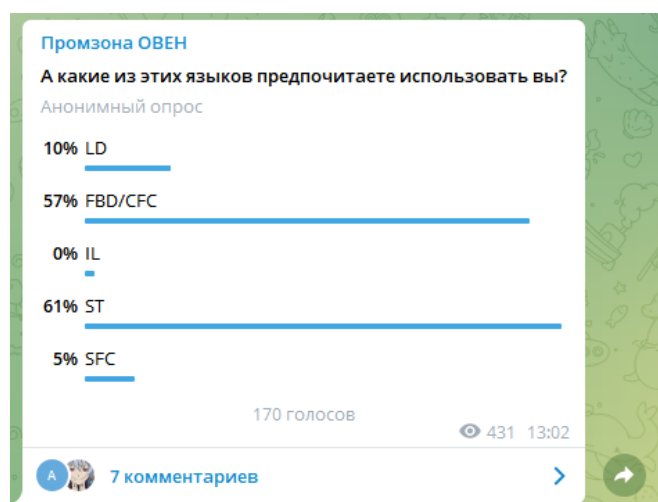 Промзона ОВЕН
А какие из этих языков предпочитаете использовать вы?
Анонимный опрос
10% LD
57% FBD/CFC
0% IL
61% ST
5% SFC
170 голосов
431 13:02
А 7 комментариев